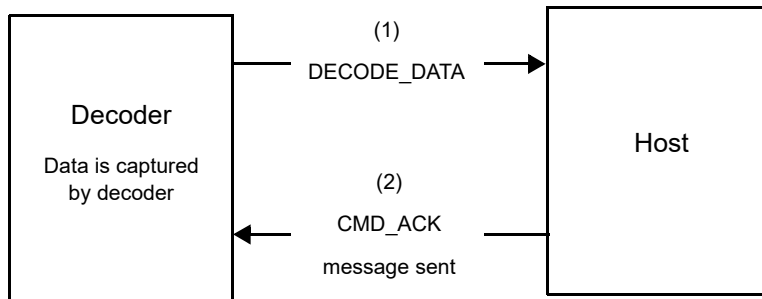 Decoder
Data is captured
by decoder
(1)
DECODE_DATA
(2)
CMD_ACK
message sent
Host